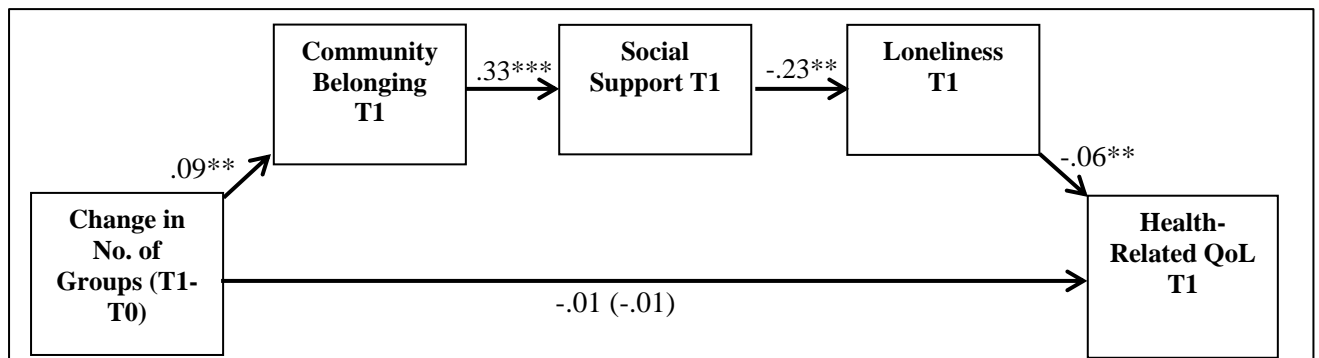 Community
Belonging
T1
.33***
Social
Support T1
-.23**
Loneliness
T1
.09**
-.06**
Change in
No. of
Groups (T1-
T0)
Health-
Related QoL
T1
-.01 (-.01)